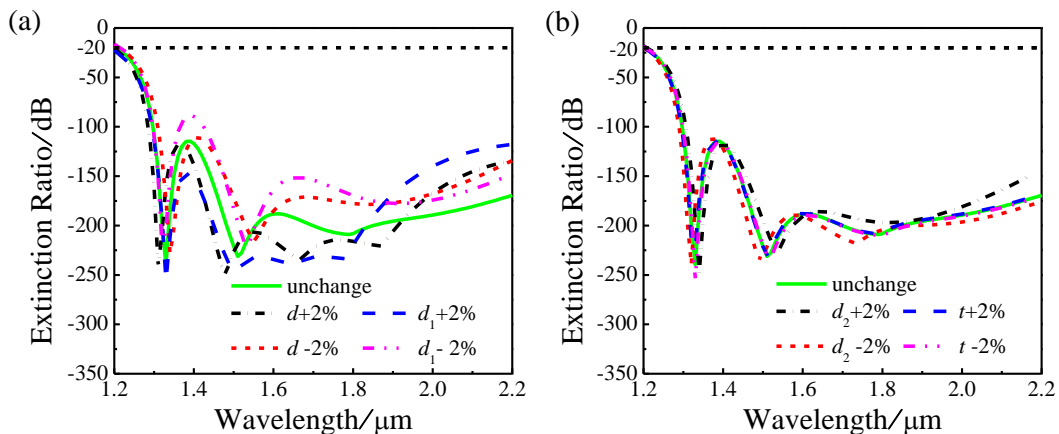 (a)
Extinction Ratio/dB
0
-20
-50
-100
-150
-200
-250
-300
-350
unchange
d+2%
d1+2%
d -2%
d1- 2%
1.2 1.4 1.6 1.8 2.0 2.2
Wavelength/μm
(b)
Extinction Ratio/dB
0
-20
-50
-100
-150
-200
-250
-300
-350
unchange
d2+2%
t+2%
d2 -2%
t -2%
1.2 1.4 1.6 1.8 2.0 2.2
Wavelength/μm